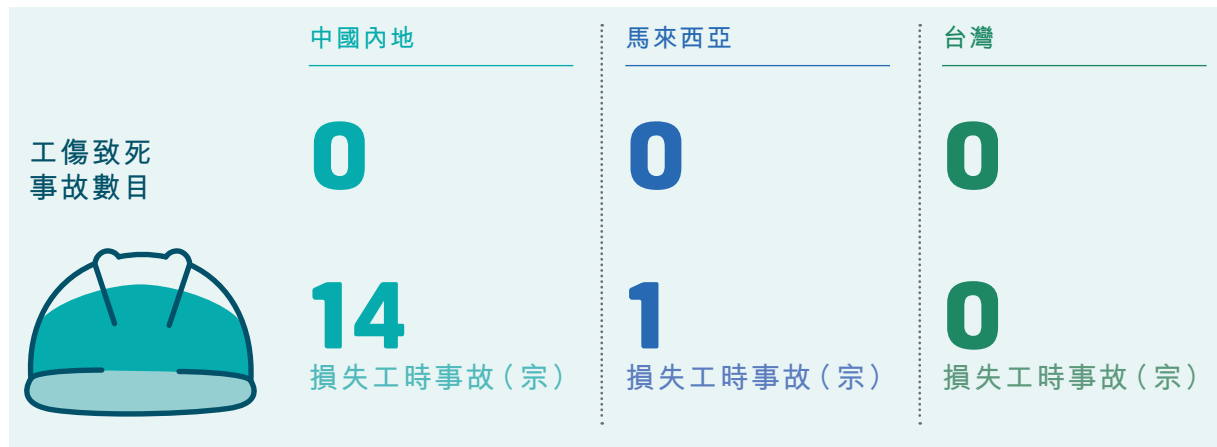 中國內地
馬來西亞
台灣
工傷致死
事故數目
0
0
0
14
1
0
損失工時事故（宗）
損失工時事故（宗）
損失工時事故（宗）